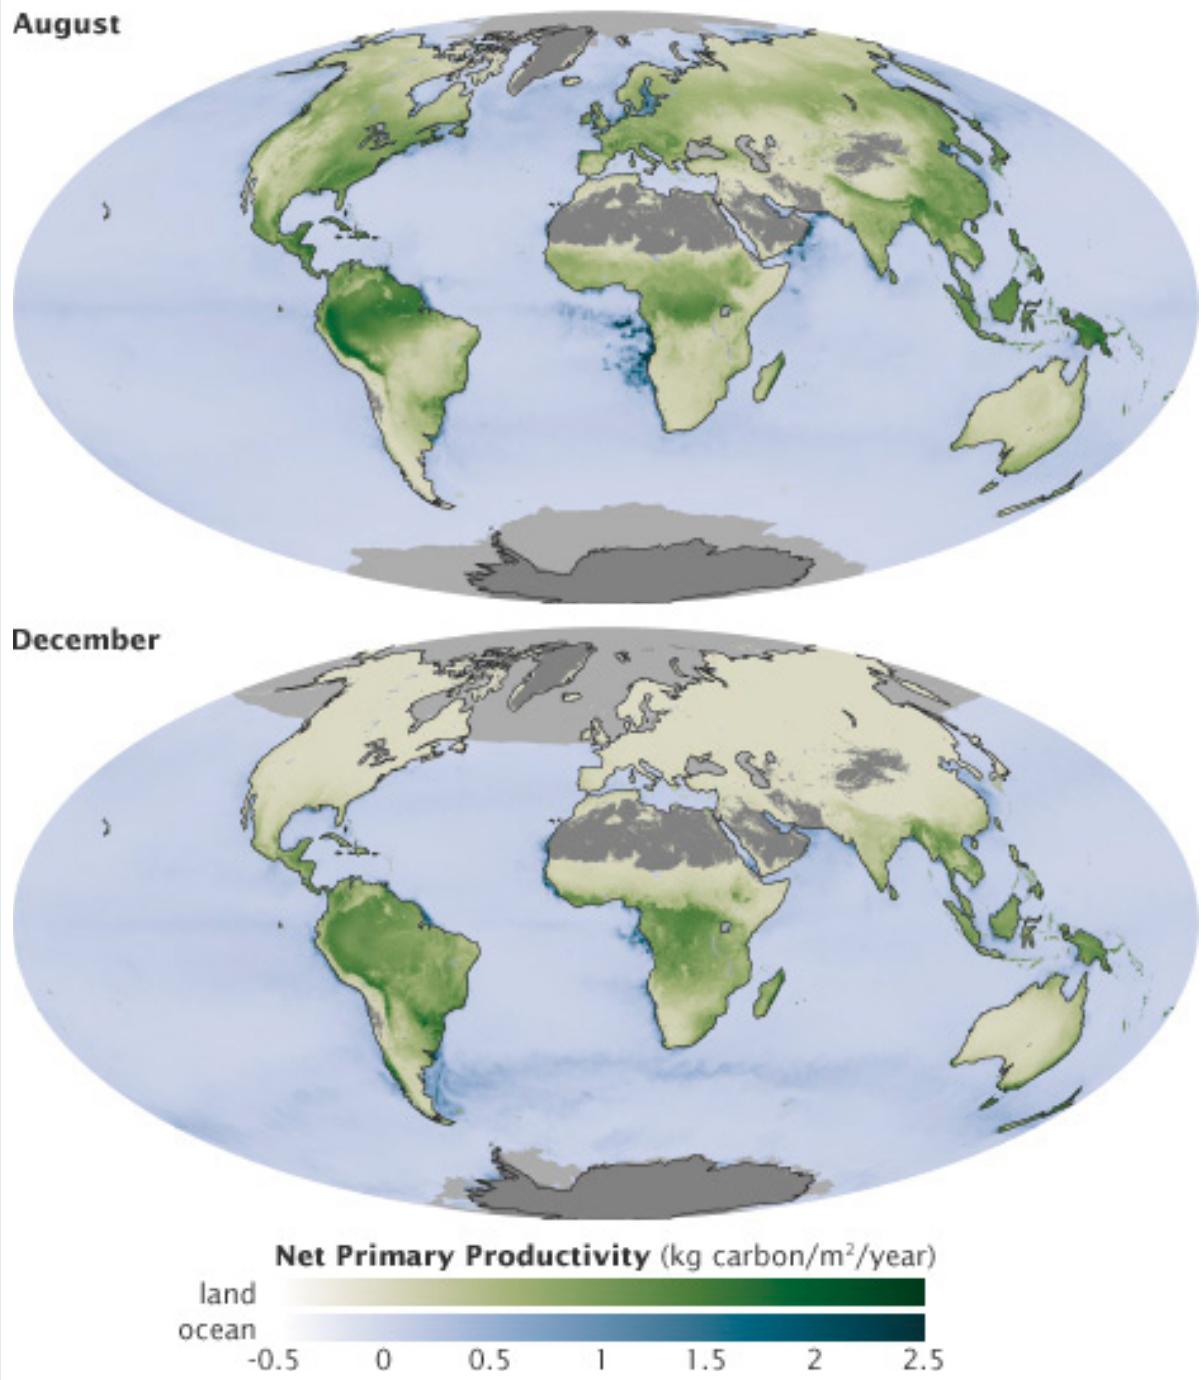 August
December
Net Primary Productivity (kg carbon/m²/year)
land
ocean
-0.5 0 0.5 1 1.5 2 2.5